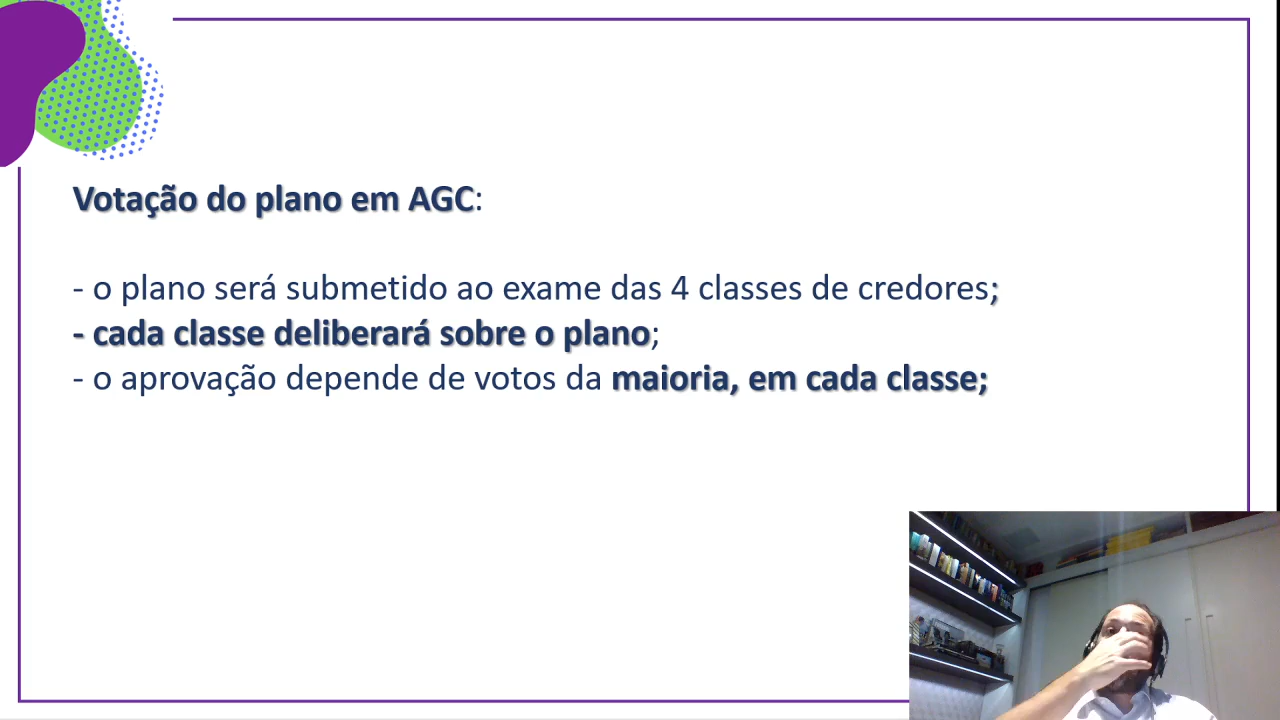 Votação do plano em AGC:
- o plano será submetido ao exame das 4 classes de credores;
- cada classe deliberará sobre o plano;
- o aprovação depende de votos da maioria, em cada classe;